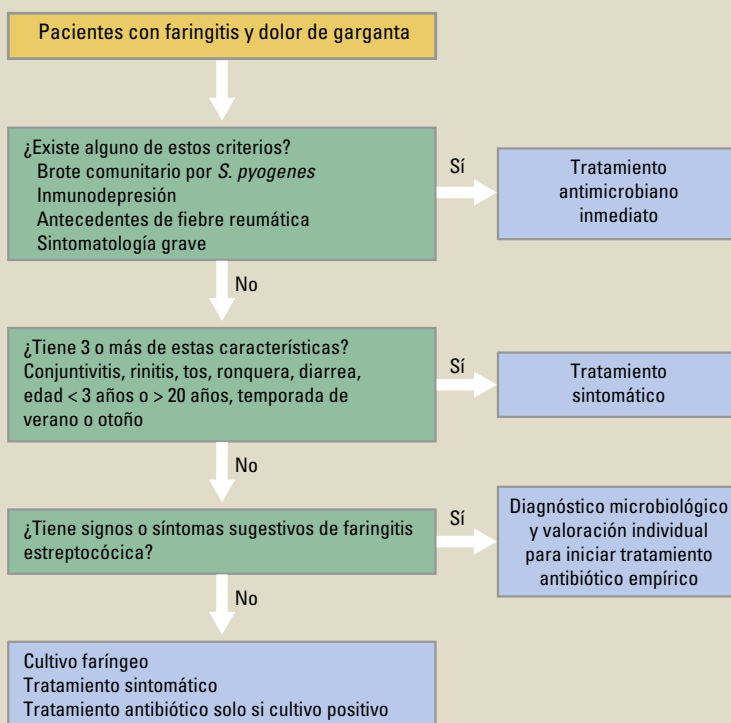 Pacientes con faringitis y dolor de garganta
¿Existe alguno de estos criterios?
Brote comunitario por S. pyogenes
Inmunodepresión
Antecedentes de fiebre reumática
Sintomatología grave
Sí
Tratamiento
antimicrobiano
inmediato
No
¿Tiene 3 o más de estas características?
Conjuntivitis, rinitis, tos, ronquera, diarrea,
edad < 3 años o > 20 años, temporada de
verano o otoño
Sí
Tratamiento
sintomático
No
¿Tiene signos o síntomas sugestivos de faringitis
estreptocócica?
Sí
Diagnóstico microbiológico
y valoración individual
para iniciar tratamiento
antibiótico empírico
No
Cultivo faríngeo
Tratamiento sintomático
Tratamiento antibiótico solo si cultivo positivo